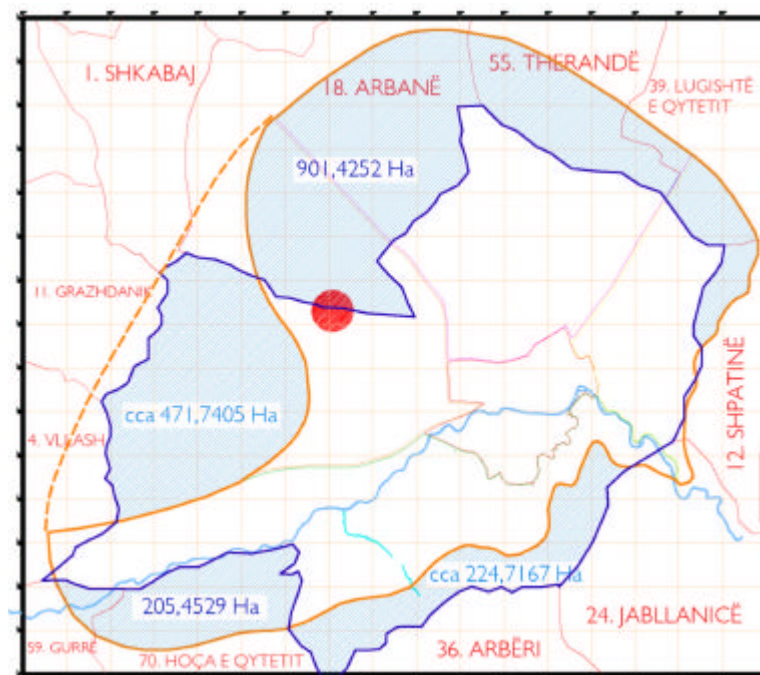 55. THERANDË
1. SHKABAJ
18. ARBANË
39. LUGISHTË
E QYTETIT
901,4252 Ha
11. GRAZHDANIK
cca 471,7405 Ha
4. VLLASH
12. SHPATINË
cca 224,7167 Ha
205,4529 Ha
24. JABLLANICË
59. GURRË
70. HOÇA E QYTETIT
36. ARBËRI